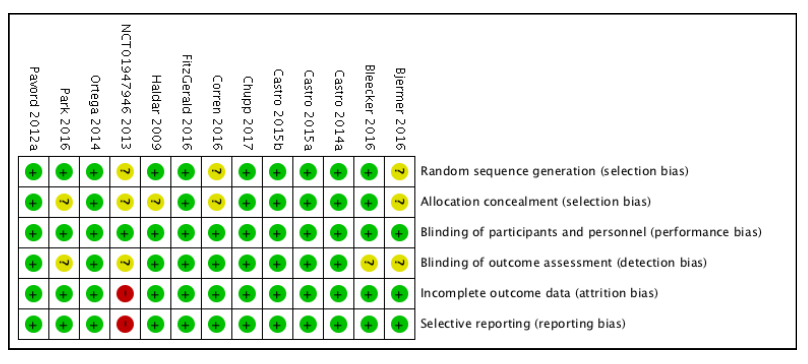 Pavord 2012a
Park 2016
Ortega 2014
NCT01947946 2013
Haldar 2009
FitzGerald 2016
Corren 2016
Chupp 2017
Castro 2015b
Castro 2015a
Castro 2014a
Bleecker 2016
Bjermer 2016
+ + + ? + + ? + + + + + ? Random sequence generation (selection bias)
+ ? + ? ? + ? + + + + + ? Allocation concealment (selection bias)
+ + + + + + + + + + + + + Blinding of participants and personnel (performance bias)
+ ? + ? + + + + + + + ? ? Blinding of outcome assessment (detection bias)
+ + + - + + + + + + + + + Incomplete outcome data (attrition bias)
+ + + - + + + + + + + + + Selective reporting (reporting bias)